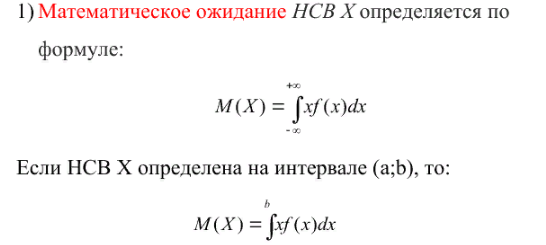 1) Математическое ожидание НСВ X определяется по
формуле:
M(X) = ∫_{-∞}^{+∞} xf(x)dx
Если НСВ X определена на интервале (a;b), то:
M(X) = ∫^{b} xf(x)dx